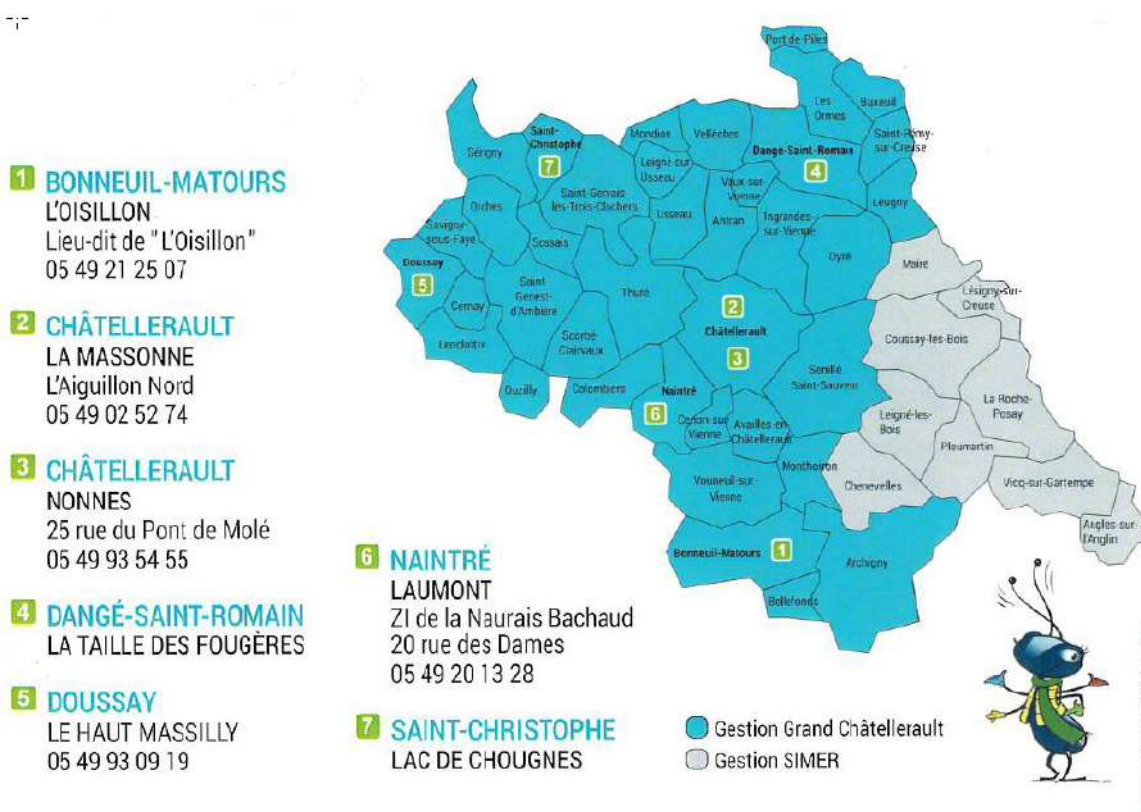 1 BONNEUIL-MATOURS
L'OISILLON
Lieu-dit de "L'Oisillon"
05 49 21 25 07
2 CHÂTELLERAULT
LA MASSONNE
L'Aiguillon Nord
05 49 02 52 74
3 CHÂTELLERAULT
NONNES
25 rue du Pont de Molé
05 49 93 54 55
4 DANGÉ-SAINT-ROMAIN
LA TAILLE DES FOUGÈRES
5 DOUSSAY
LE HAUT MASSILLY
05 49 93 09 19
6 NAINTRÉ
LAUMONT
ZI de la Naurais Bachaud
20 rue des Dames
05 49 20 13 28
7 SAINT-CHRISTOPHE
LAC DE CHOUGNES
Port-de-Piles
Les
Ormes
Buxeuil
Saint-Rémy-
sur-Creuse
Saint-
Christophe
7
Sérigny
Mondion
Vellèches
Dangé-Saint-Romain
4
Leigné-sur
Usseau
Vaux-sur-
Vienne
Leugny
Saint-Gervais-
les-Trois-Clochers
Orches
Usseau
Antran
Ingrandes-
sur-Vienne
Savigny-
sous-Faye
Sossais
Oyré
Doussay
5
Mairé
Cernay
Saint
Genest-
d'Ambière
Thuré
2
Châtellerault
3
Lésigny-sur-
Creuse
Lencloître
Scorbé-
Clairvaux
Coussay-les-Bois
Ouzilly
Colombiers
Naintré
6
Senillé
Saint-Sauveur
La Roche-
Posay
Cenon-sur
Vienne
Availles-en-
Châtellerault
Leigné-les-
Bois
Pleumartin
Monthoiron
Vouneuil-sur-
Vienne
Chenevelles
Vicq-sur-Gartempe
Angles-sur-
l'Anglin
Bonneuil-Matours
1
Archigny
Bellefonds
Gestion Grand Châtellerault
Gestion SIMER